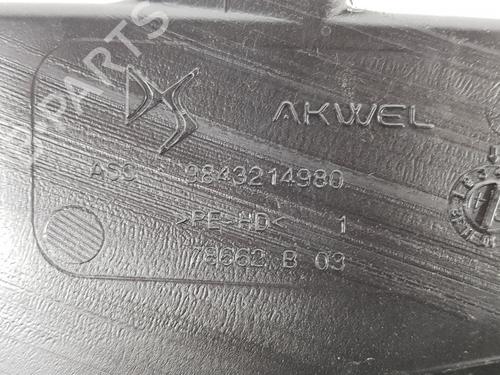 AKWEL
ASC 9843214980
>PE-HD< 1
78662 B 03